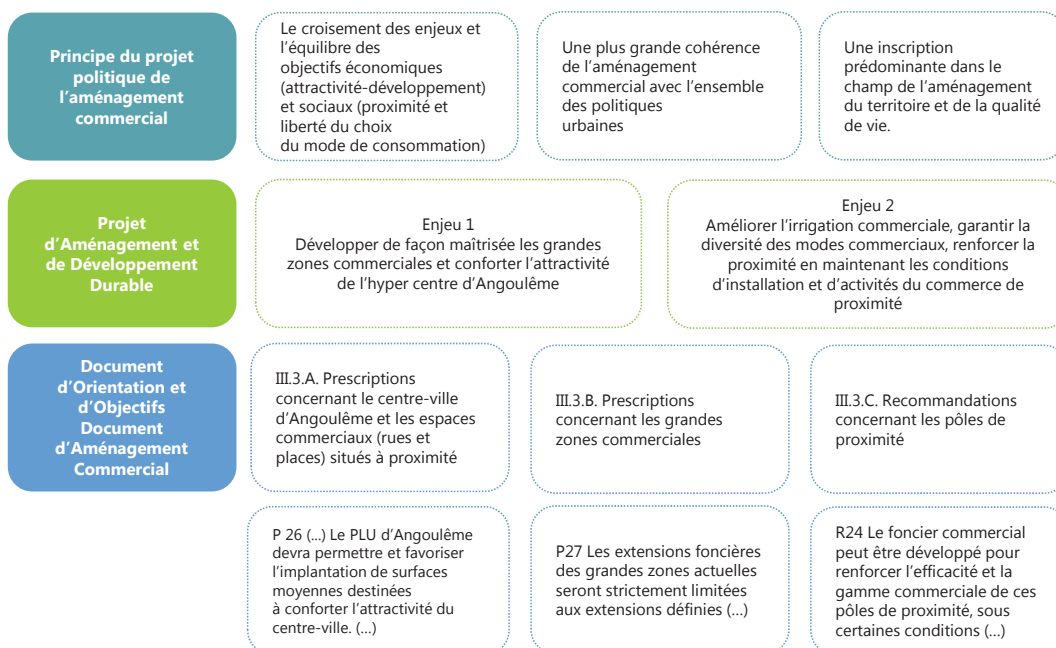 Principe du projet
politique de
l'aménagement
commercial
Le croisement des enjeux et
l'équilibre des
objectifs économiques
(attractivité-développement)
et sociaux (proximité et
liberté du choix
du mode de consommation)
Une plus grande cohérence
de l'aménagement
commercial avec l'ensemble
des politiques
urbaines
Une inscription
prédominante dans le
champ de l'aménagement
du territoire et de la qualité
de vie.
Projet
d'Aménagement et
de Développement
Durable
Enjeu 1
Développer de façon maîtrisée les grandes
zones commerciales et conforter l'attractivité
de l'hyper centre d'Angoulême
Enjeu 2
Améliorer l'irrigation commerciale, garantir la
diversité des modes commerciaux, renforcer la
proximité en maintenant les conditions
d'installation et d'activités du commerce de
proximité
Document
d'Orientation et
d'Objectifs
Document
d'Aménagement
Commercial
III.3.A. Prescriptions
concernant le centre-ville
d'Angoulême et les espaces
commerciaux (rues et
places) situés à proximité
III.3.B. Prescriptions
concernant les grandes
zones commerciales
III.3.C. Recommandations
concernant les pôles de
proximité
P 26 (...) Le PLU d'Angoulême
devra permettre et favoriser
l'implantation de surfaces
moyennes destinées
à conforter l'attractivité du
centre-ville. (...)
P27 Les extensions foncières
des grandes zones actuelles
seront strictement limitées
aux extensions définies (...)
R24 Le foncier commercial
peut être développé pour
renforcer l'efficacité et la
gamme commerciale de ces
pôles de proximité, sous
certaines conditions (...)